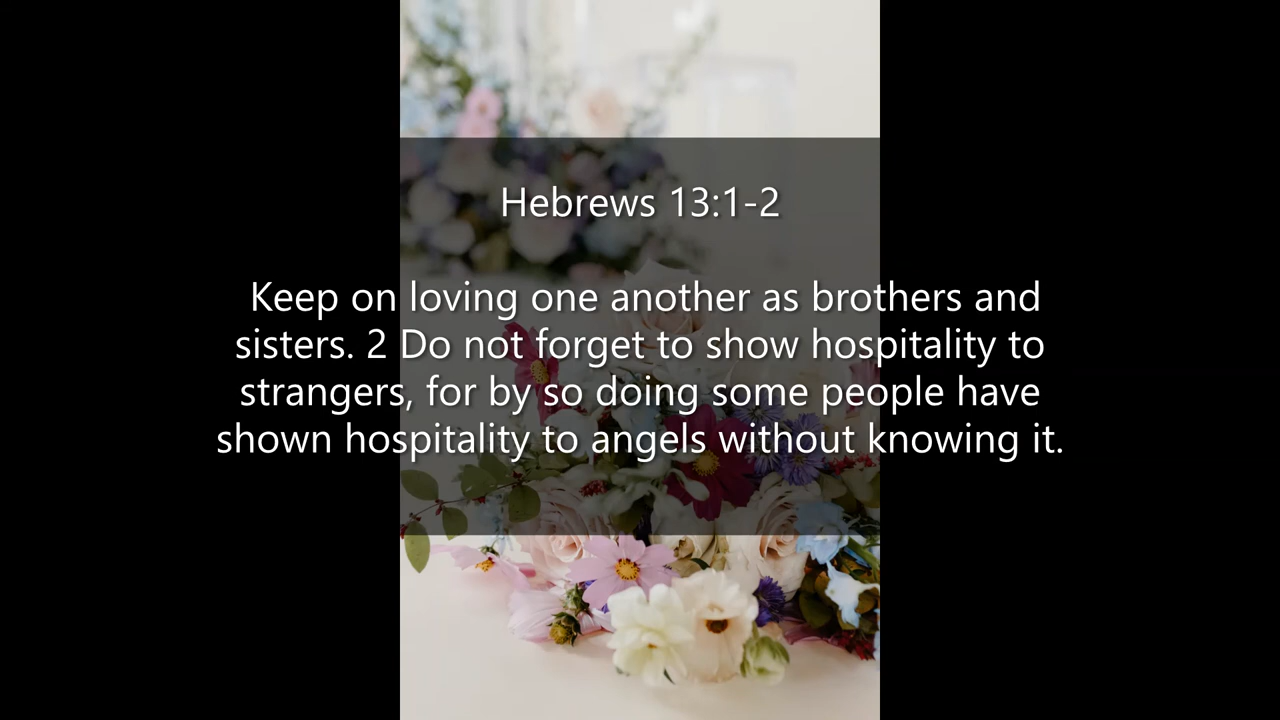 Hebrews 13:1-2
Keep on loving one another as brothers and
sisters. 2 Do not forget to show hospitality to
strangers, for by so doing some people have
shown hospitality to angels without knowing it.